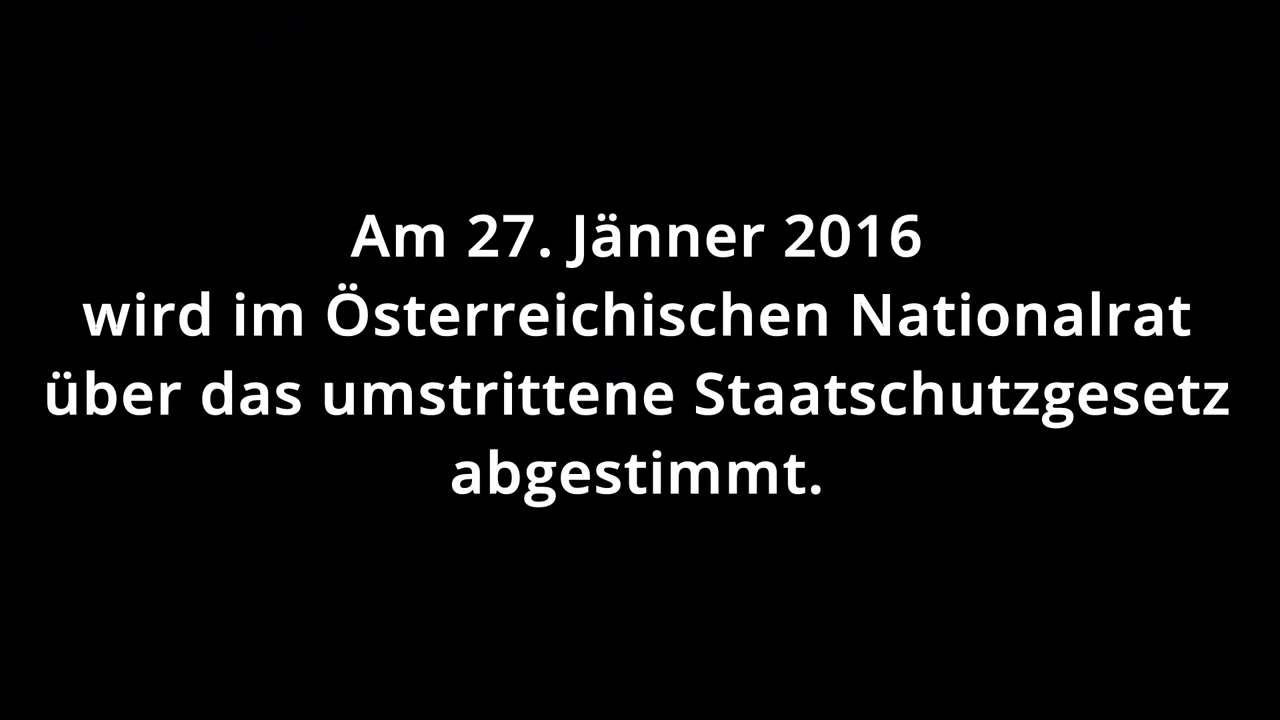 Am 27. Jänner 2016
wird im Österreichischen Nationalrat
über das umstrittene Staatschutzgesetz
abgestimmt.